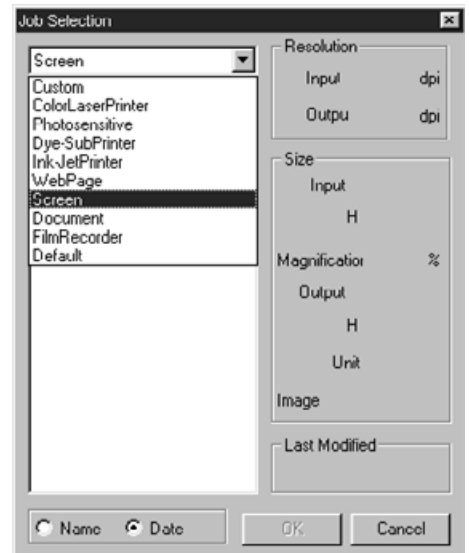 Job Selection
Screen
Custom
ColorLaserPrinter
Photosensitive
Dye-SubPrinter
Ink-JetPrinter
WebPage
Screen
Document
FilmRecorder
Default
Name
Date
Resolution
Input dpi
Outpu dpi
Size
Input
H
Magnification %
Output
H
Unit
Image
Last Modified
OK
Cancel